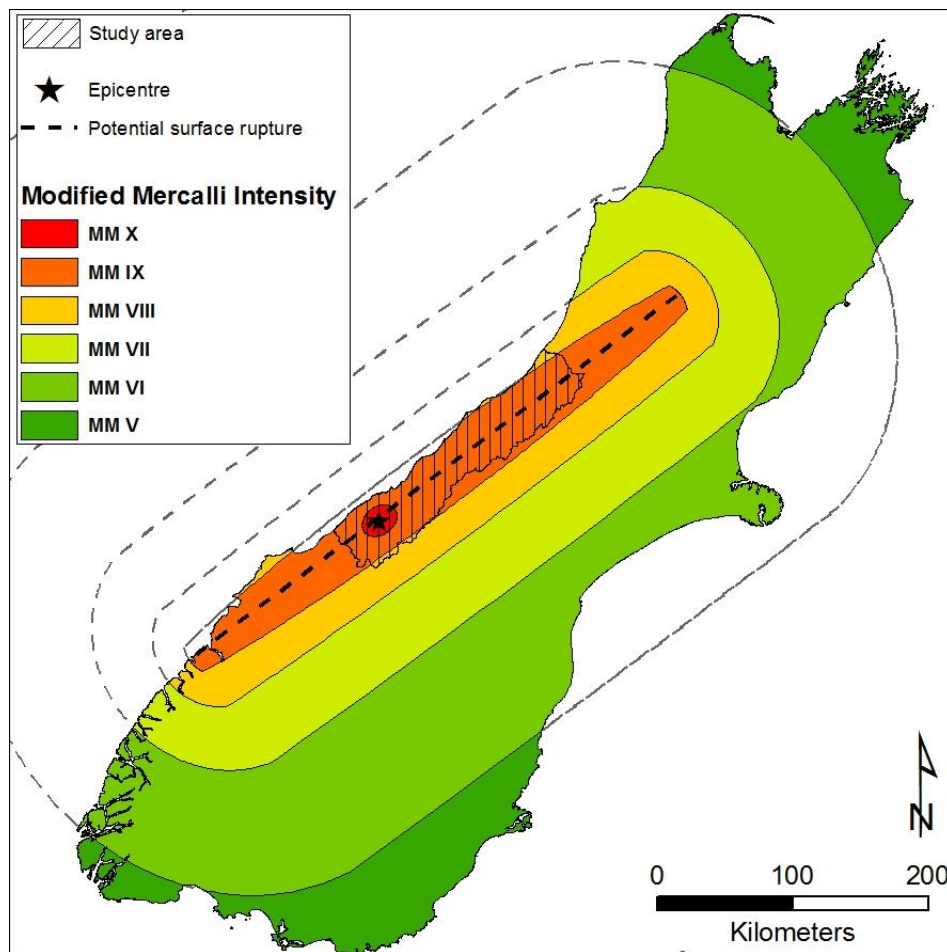 Study area
Epicentre
Potential surface rupture
Modified Mercalli Intensity
MM X
MM IX
MM VIII
MM VII
MM VI
MM V
N
0 100 200
Kilometers